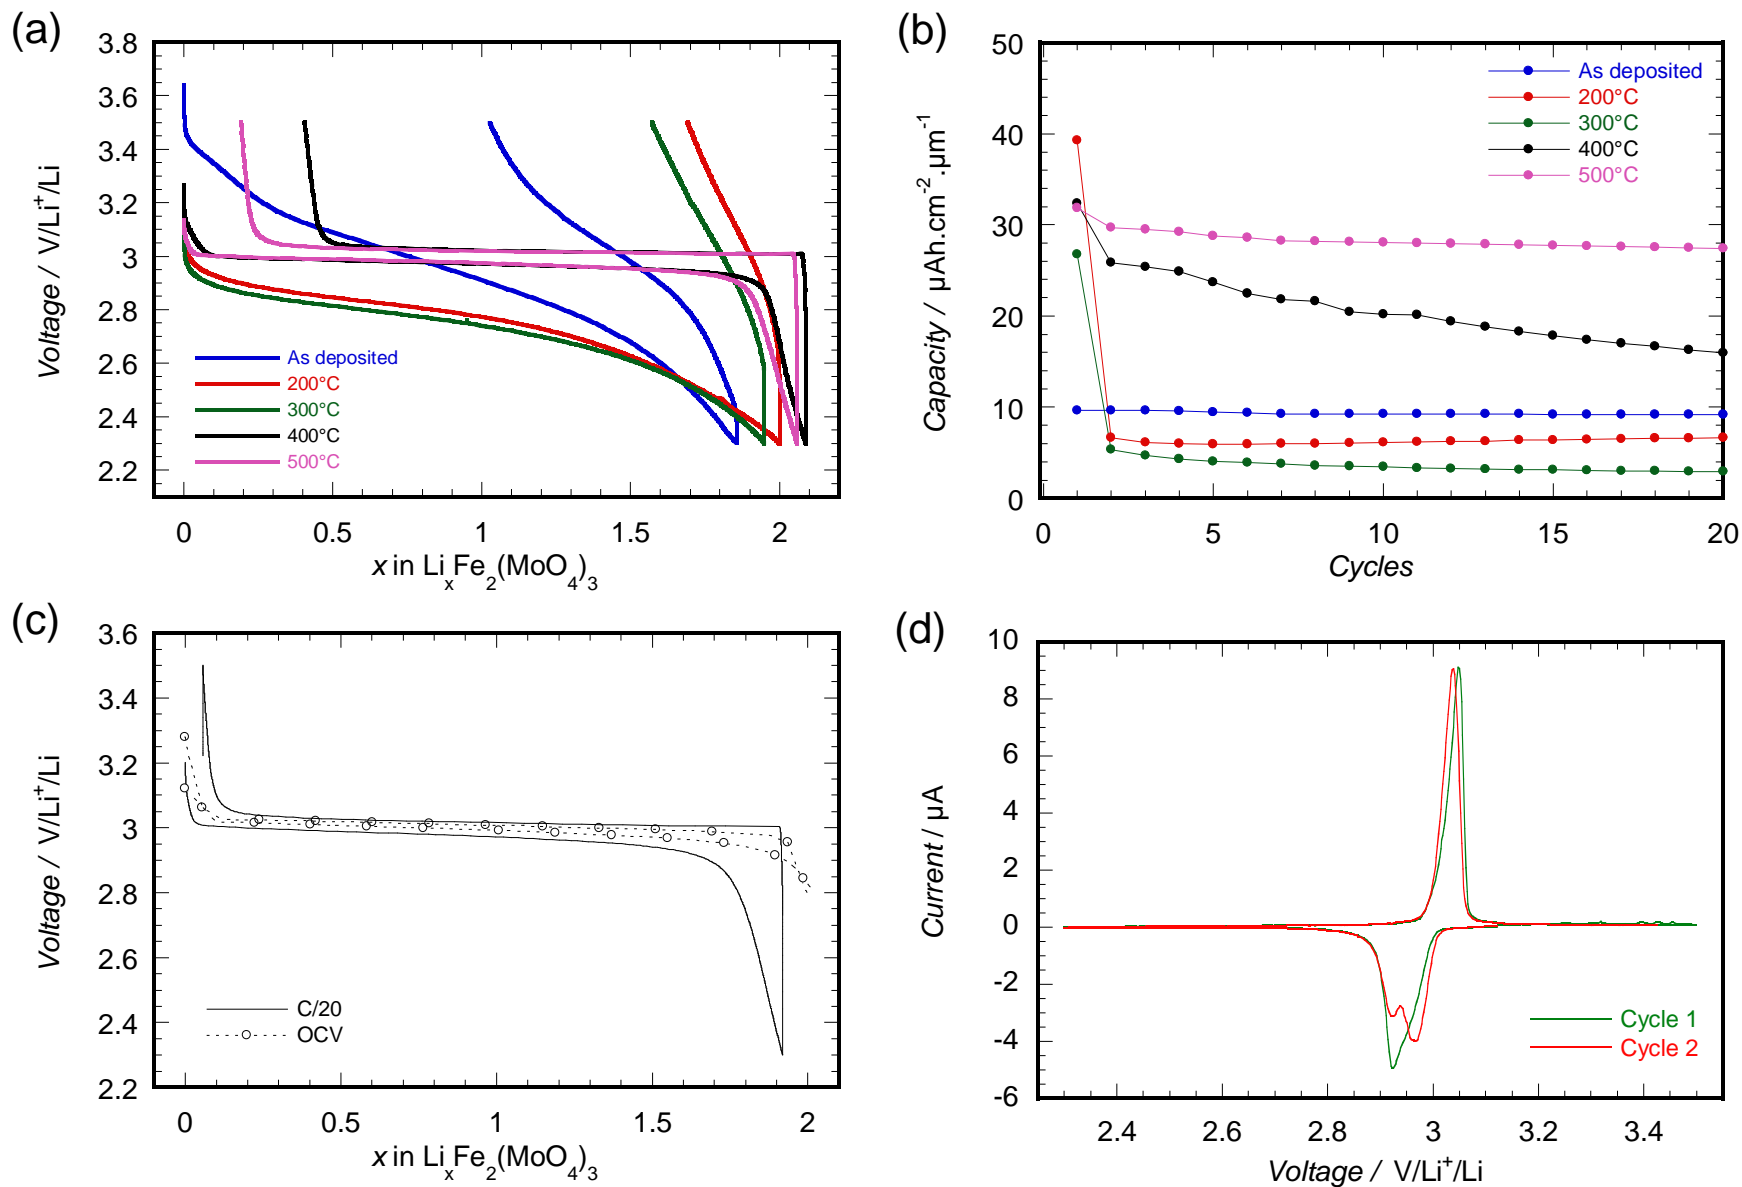 (a)
3.8
3.6
3.4
3.2
3
2.8
2.6
2.4
2.2
Voltage / V/Li⁺/Li
As deposited
200°C
300°C
400°C
500°C
0
0.5
1
1.5
2
x in LiₓFe₂(MoO₄)₃
(b)
50
40
30
20
10
0
Capacity / µAh.cm⁻².µm⁻¹
As deposited
200°C
300°C
400°C
500°C
0
5
10
15
20
Cycles
(c)
3.6
3.4
3.2
3
2.8
2.6
2.4
2.2
Voltage / V/Li⁺/Li
C/20
OCV
0
0.5
1
1.5
2
x in LiₓFe₂(MoO₄)₃
(d)
10
8
6
4
2
0
-2
-4
-6
Current / µA
Cycle 1
Cycle 2
2.4
2.6
2.8
3
3.2
3.4
Voltage / V/Li⁺/Li